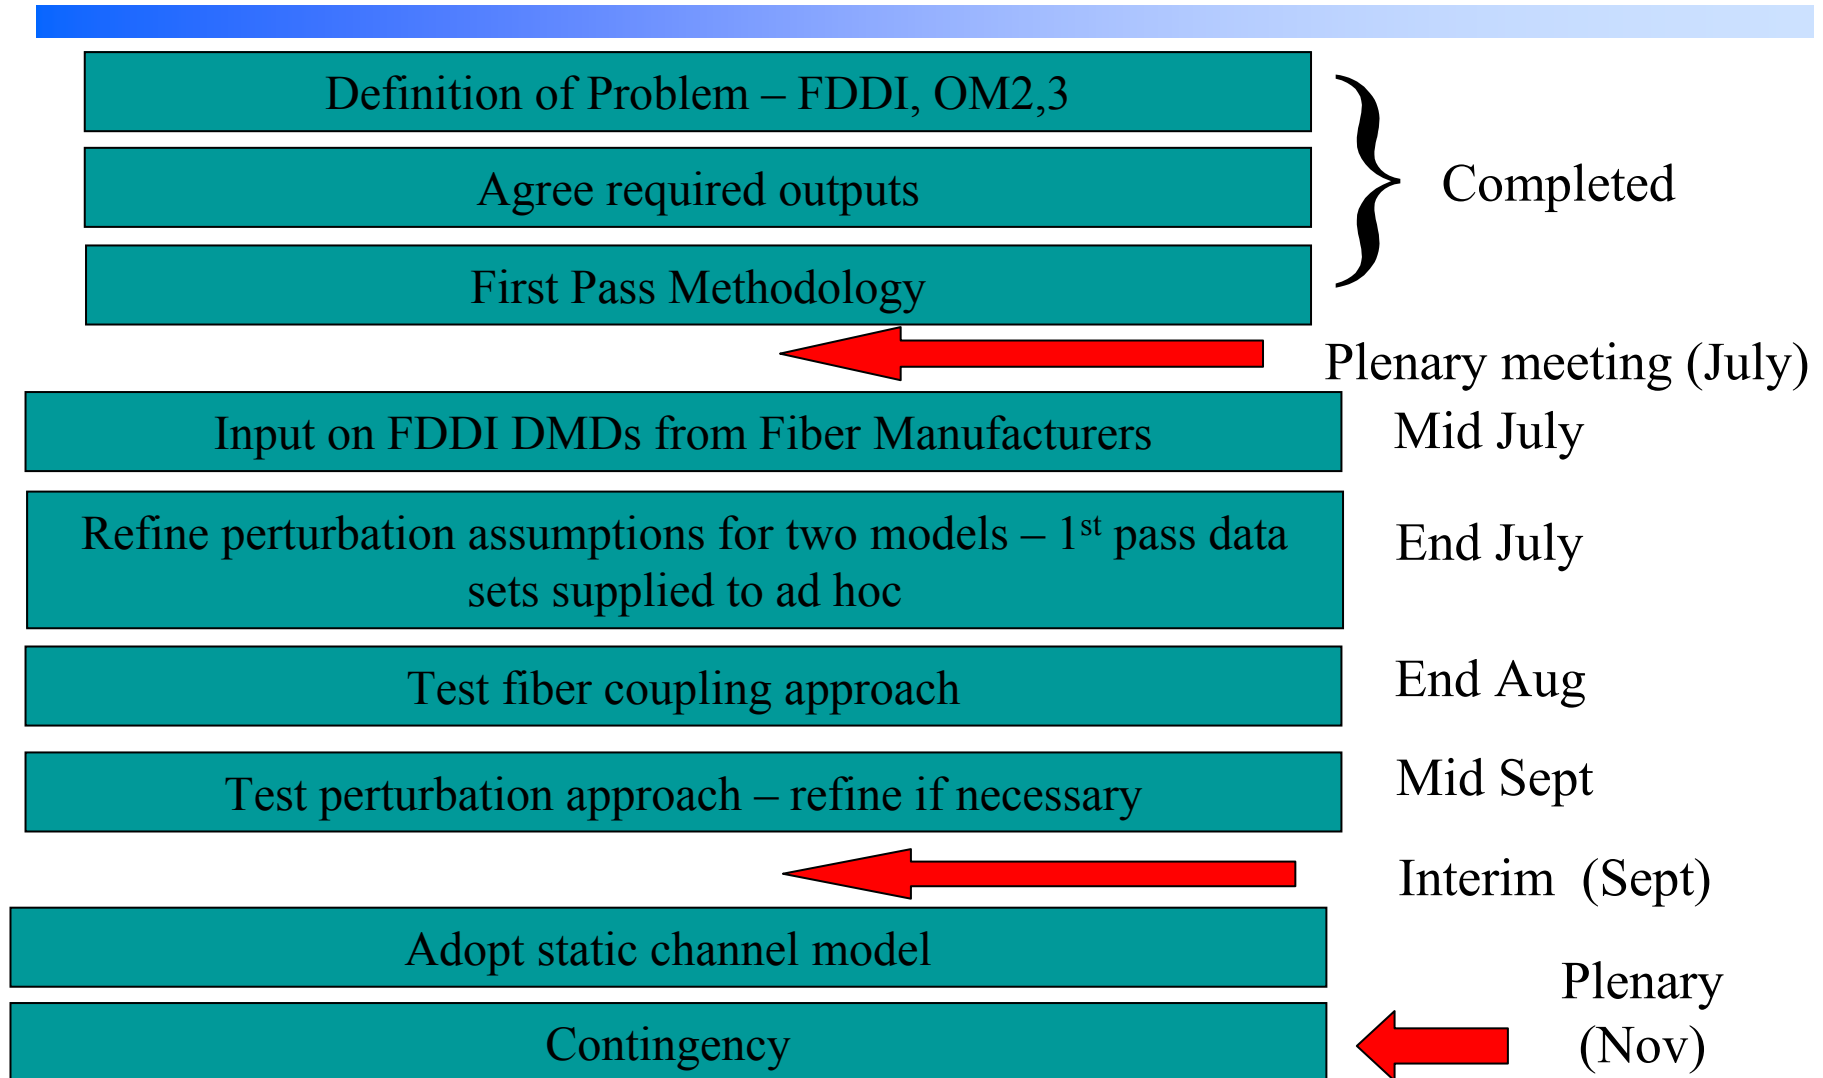 Definition of Problem – FDDI, OM2,3
Agree required outputs
Completed
First Pass Methodology
Plenary meeting (July)
Input on FDDI DMDs from Fiber Manufacturers
Mid July
Refine perturbation assumptions for two models – 1st pass data
sets supplied to ad hoc
End July
Test fiber coupling approach
End Aug
Test perturbation approach – refine if necessary
Mid Sept
Interim (Sept)
Adopt static channel model
Contingency
Plenary
(Nov)